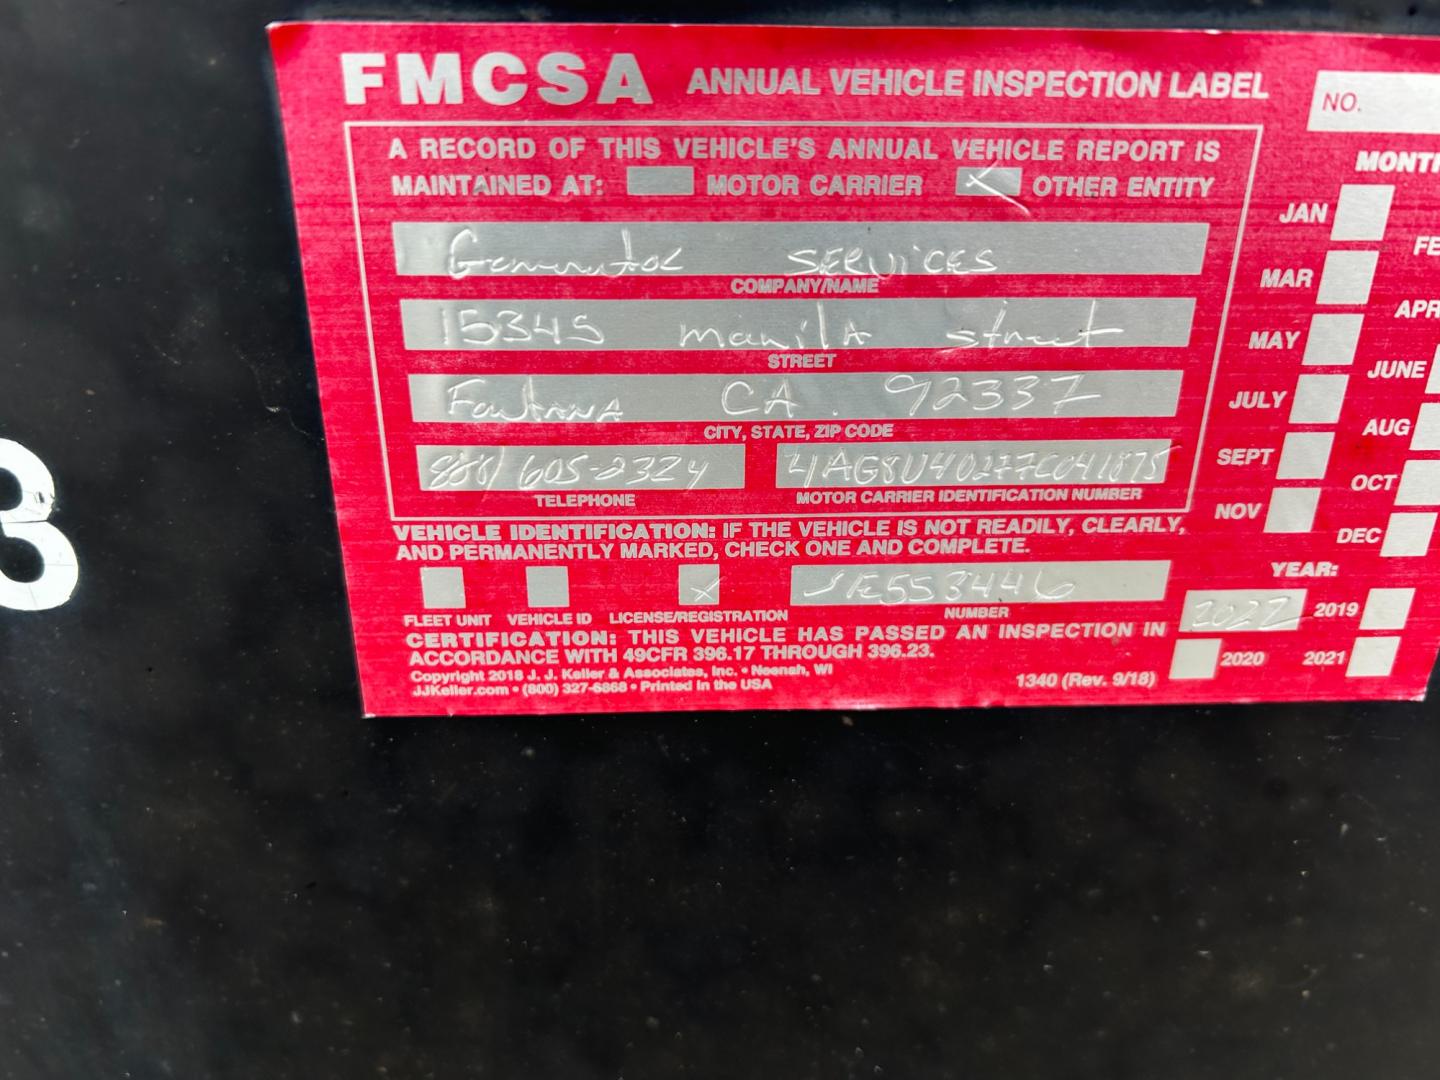 FMCSA ANNUAL VEHICLE INSPECTION LABEL
NO.
A RECORD OF THIS VEHICLE'S ANNUAL VEHICLE REPORT IS
MAINTAINED AT: MOTOR CARRIER OTHER ENTITY
Generator SERVICES
COMPANY/NAME
15345 manilA street
STREET
Fontana CA. 92337
CITY, STATE, ZIP CODE
888/ 605-2324
TELEPHONE
MOTOR CARRIER IDENTIFICATION NUMBER
VEHICLE IDENTIFICATION: IF THE VEHICLE IS NOT READILY, CLEARLY,
AND PERMANENTLY MARKED, CHECK ONE AND COMPLETE.
FLEET UNIT VEHICLE ID LICENSE/REGISTRATION
X
SE553446
NUMBER
CERTIFICATION: THIS VEHICLE HAS PASSED AN INSPECTION IN
ACCORDANCE WITH 49CFR 396.17 THROUGH 396.23.
Copyright 2018 J. J. Keller & Associates, Inc. • Neenah, WI
JJKeller.com • (800) 327-6868 • Printed in the USA
1340 (Rev. 9/18)
MONTH
JAN
FE
MAR
APR
MAY
JUNE
JULY
AUG
SEPT
OCT
NOV
DEC
YEAR:
2022 2019
2020 2021
3